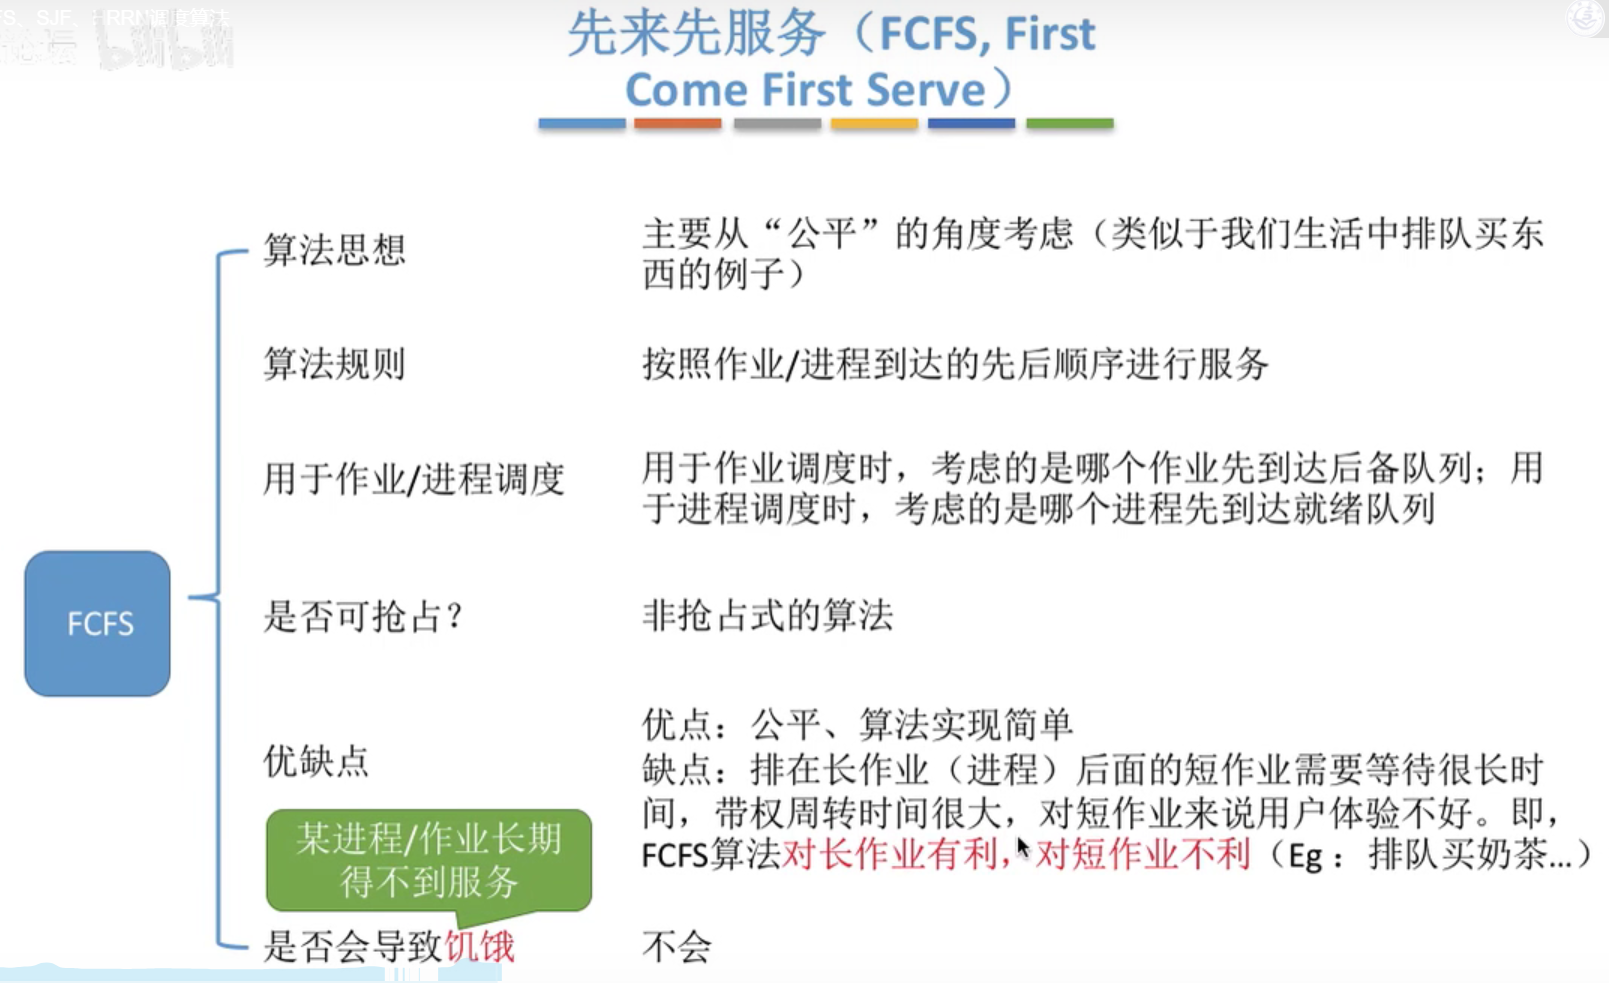 FS、SJF、HRRN调度算法
bilibili
先来先服务（FCFS, First
Come First Serve）
算法思想
主要从“公平”的角度考虑（类似于我们生活中排队买东
西的例子）
算法规则
按照作业/进程到达的先后顺序进行服务
用于作业/进程调度
用于作业调度时，考虑的是哪个作业先到达后备队列；用
于进程调度时，考虑的是哪个进程先到达就绪队列
FCFS
是否可抢占？
非抢占式的算法
优缺点
优点：公平、算法实现简单
缺点：排在长作业（进程）后面的短作业需要等待很长时
间，带权周转时间很大，对短作业来说用户体验不好。即，
FCFS算法对长作业有利，对短作业不利（Eg：排队买奶茶...）
某进程/作业长期
得不到服务
是否会导致饥饿
不会